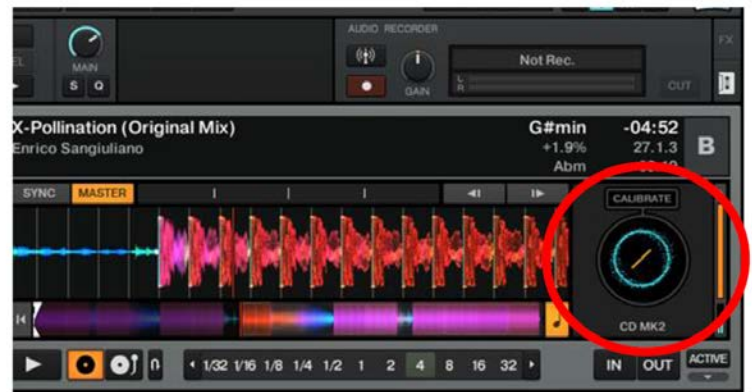 AUDIO RECORDER
FX
MAIN
Not Rec.
L
R
S Q
GAIN
CUT
X-Pollination (Original Mix)
G#min
-04:52
Enrico Sangiuliano
+1.9%
27.1.3
B
Abm
SYNC MASTER
CALIBRATE
CD MK2
1/32 1/16 1/8 1/4 1/2 1 2 4 8 16 32
IN OUT
ACTIVE